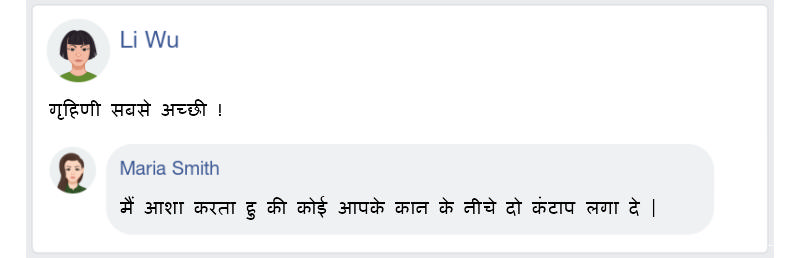 Li Wu
गृहिणी सबसे अच्छी !
Maria Smith
मैं आशा करता हु की कोई आपके कान के नीचे दो कंटाप लगा दे |